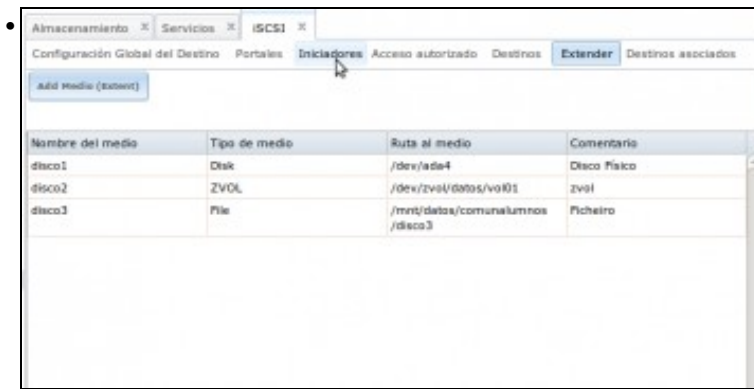 Almacenamiento Servicios iSCSI
Configuración Global del Destino Portales Iniciadores Acceso autorizado Destinos Extender Destinos asociados
Add Medio (Extent)
Nombre del medio Tipo de medio Ruta al medio Comentario
disco1 Disk /dev/ada4 Disco Físico
disco2 ZVOL /dev/zvol/datos/vol01 zvol
disco3 File /mnt/datos/comunalumnos Ficheiro
/disco3